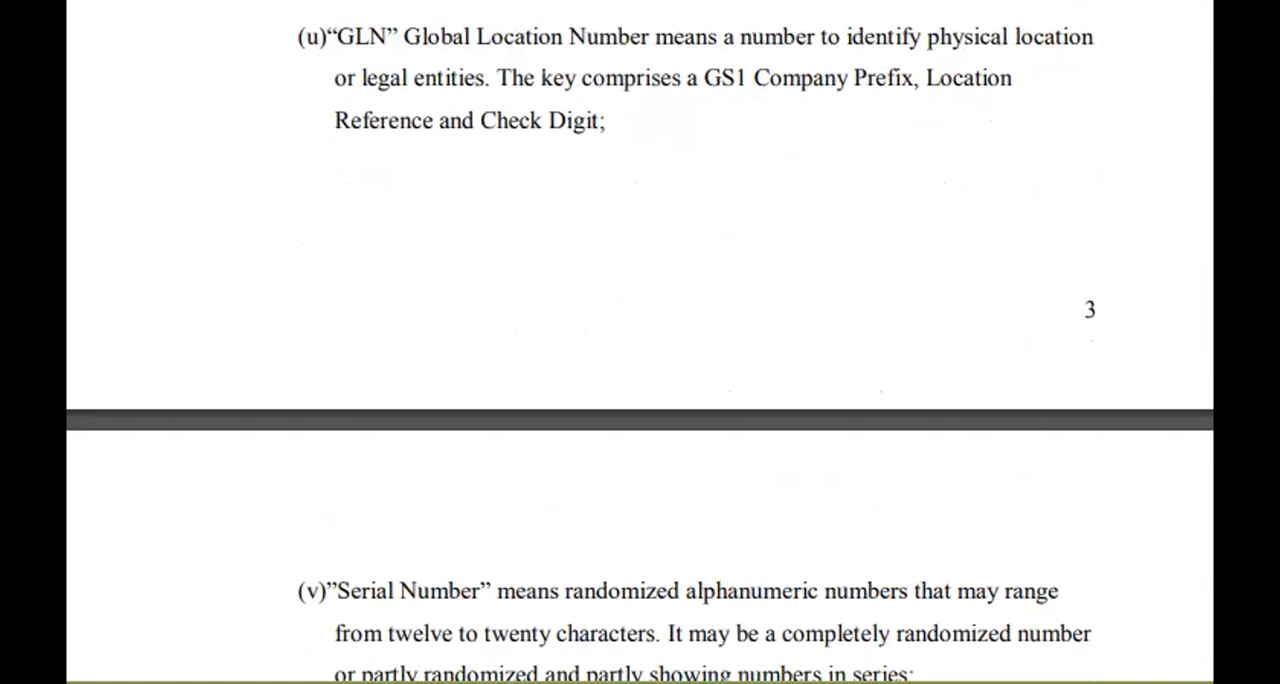 (u)“GLN” Global Location Number means a number to identify physical location
or legal entities. The key comprises a GS1 Company Prefix, Location
Reference and Check Digit;
3
(v)”Serial Number” means randomized alphanumeric numbers that may range
from twelve to twenty characters. It may be a completely randomized number
or partly randomized and partly showing numbers in series;